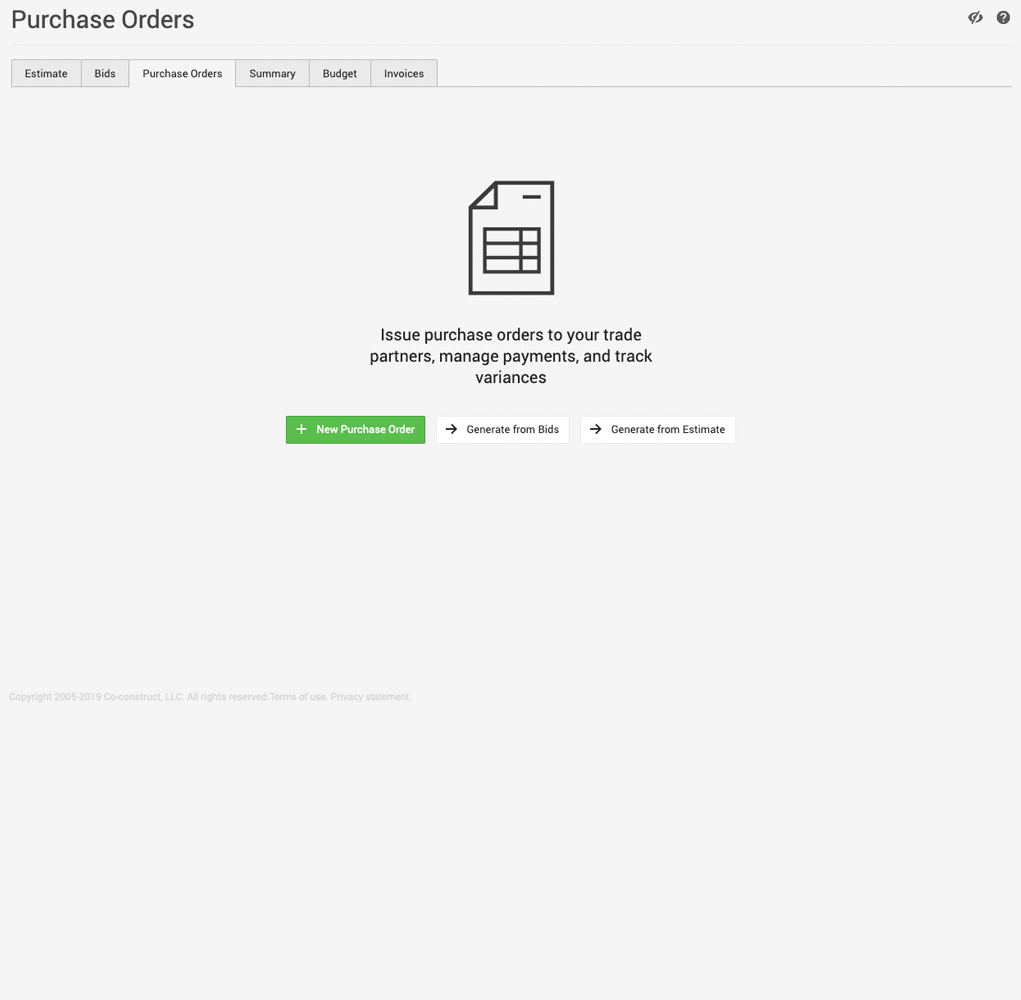 Purchase Orders
Estimate Bids Purchase Orders Summary Budget Invoices
Issue purchase orders to your trade
partners, manage payments, and track
variances
New Purchase Order Generate from Bids Generate from Estimate
Copyright 2005-2019 Co-construct, LLC. All rights reserved.Terms of use. Privacy statement.